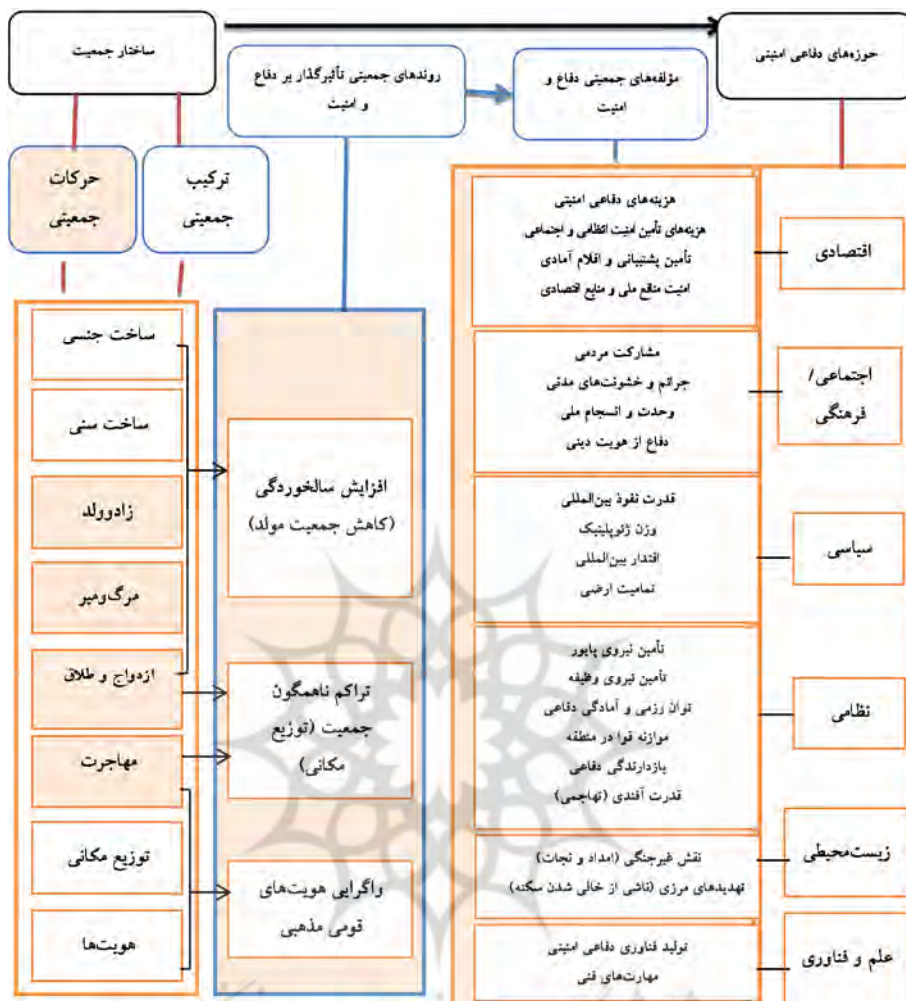 ساختار جمعیت
حوزه‌های دفاعی امنیتی
روندهای جمعیتی تأثیرگذار بر دفاع
و امنیت
مؤلفه‌های جمعیتی دفاع و
امنیت
حرکات
جمعیتی
ترکیب
جمعیتی
ساخت جنسی
ساخت سنی
زادوولد
مرگ‌ومیر
ازدواج و طلاق
مهاجرت
توزیع مکانی
هویت‌ها
افزایش سالخوردگی
(کاهش جمعیت مولد)
تراکم ناهمگون
جمعیت (توزیع
مکانی)
واگرایی هویت‌های
قومی مذهبی
هزینه‌های دفاعی امنیتی
هزینه‌های تأمین امنیت انتظامی و اجتماعی
تأمین پشتیبانی و اقلام آمادی
امنیت منافع ملی و منابع اقتصادی
اقتصادی
مشارکت مردمی
جرائم و خشونت‌های مدنی
وحدت و انسجام ملی
دفاع از هویت دینی
اجتماعی/
فرهنگی
قدرت نفوذ بین‌المللی
وزن ژئوپلیتیک
اقتدار بین‌المللی
تمامیت ارضی
سیاسی
تأمین نیروی پایور
تأمین نیروی وظیفه
توان رزمی و آمادگی دفاعی
موازنه قوا در منطقه
بازدارندگی دفاعی
قدرت آفندی (تهاجمی)
نظامی
نقش غیرجنگی (امداد و نجات)
تهدیدهای مرزی (ناشی از خالی شدن سکنه)
زیست‌محیطی
تولید فناوری دفاعی امنیتی
مهارت‌های فنی
علم و فناوری